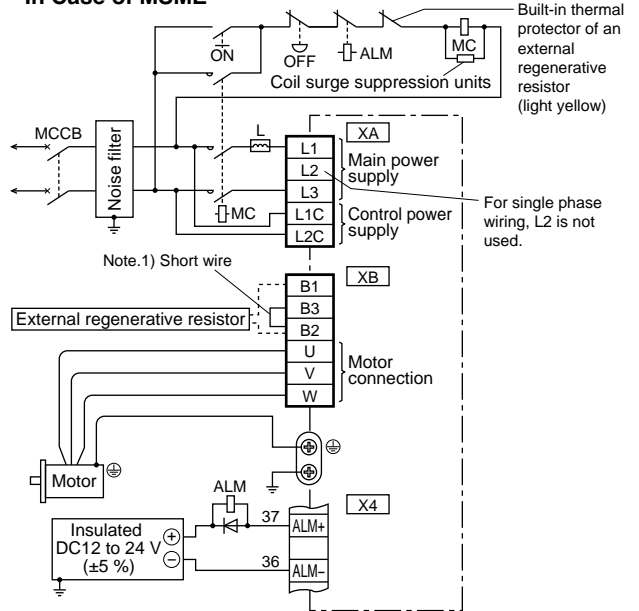 In Case of MSME
Built-in thermal
protector of an
external
regenerative
resistor
(light yellow)
ON
OFF
ALM
MC
Coil surge suppression units
MCCB
Noise filter
L
MC
XA
L1
L2
L3
L1C
L2C
Main power
supply
Control power
supply
For single phase
wiring, L2 is not
used.
Note.1) Short wire
XB
B1
B3
B2
U
V
W
External regenerative resistor
Motor
connection
Motor
ALM
X4
Insulated
DC12 to 24 V
(±5 %)
+
−
37
ALM+
36
ALM−